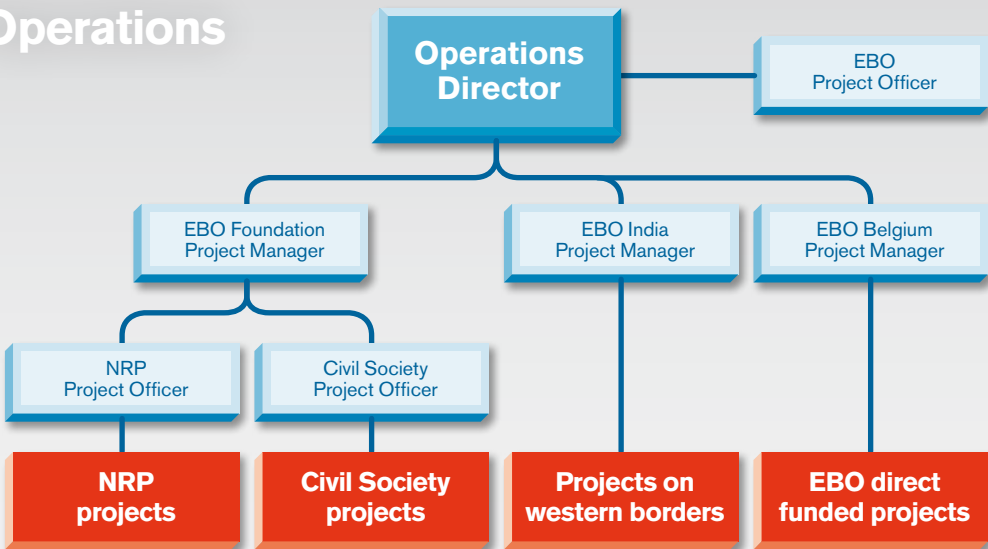 Operations
Operations
Director
EBO
Project Officer
EBO Foundation
Project Manager
EBO India
Project Manager
EBO Belgium
Project Manager
NRP
Project Officer
Civil Society
Project Officer
NRP
projects
Civil Society
projects
Projects on
western borders
EBO direct
funded projects